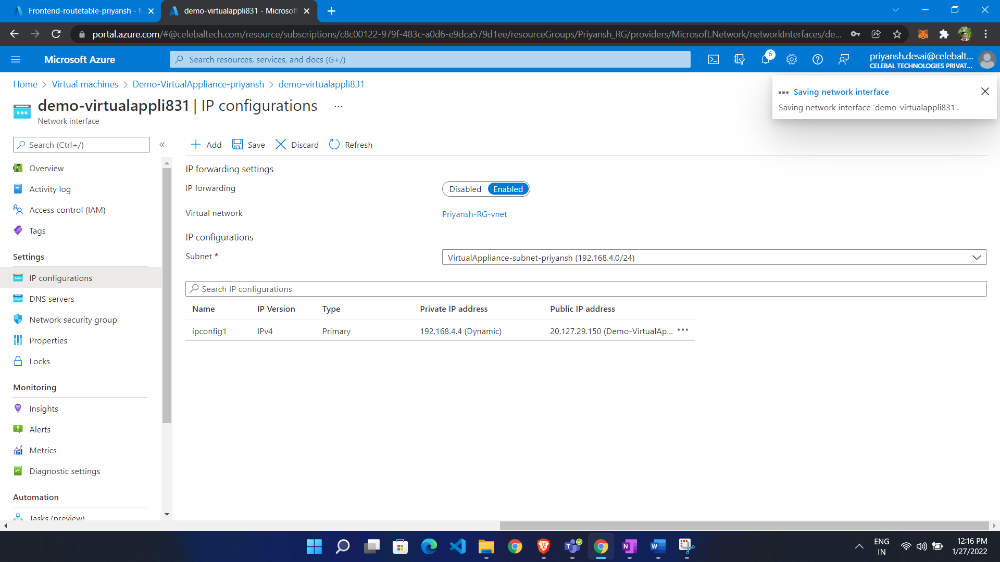 Frontend-routetable-priyansh - M
demo-virtualappli831 - Microsoft
portal.azure.com/#@celebaltech.com/resource/subscriptions/c8c00122-979f-483c-a0d6-e9dca579d1ee/resourceGroups/Priyansh_RG/providers/Microsoft.Network/networkInterfaces/de...
Microsoft Azure
Search resources, services, and docs (G+/)
6
priyansh.desai@celebalt...
CELEBAL TECHNOLOGIES PRIVAT...
Home > Virtual machines > Demo-VirtualAppliance-priyansh > demo-virtualappli831
Saving network interface
Saving network interface 'demo-virtualappli831'.
demo-virtualappli831 | IP configurations ...
Network interface
Search (Ctrl+/)
«
Add
Save
Discard
Refresh
Overview
Activity log
Access control (IAM)
Tags
Settings
IP configurations
DNS servers
Network security group
Properties
Locks
Monitoring
Insights
Alerts
Metrics
Diagnostic settings
Automation
Tasks (preview)
IP forwarding settings
IP forwarding
Disabled Enabled
Virtual network
Priyansh-RG-vnet
IP configurations
Subnet *
VirtualAppliance-subnet-priyansh (192.168.4.0/24)
Search IP configurations
Name IP Version Type Private IP address Public IP address
ipconfig1 IPv4 Primary 192.168.4.4 (Dynamic) 20.127.29.150 (Demo-VirtualAp... •••
ENG
IN
12:16 PM
1/27/2022